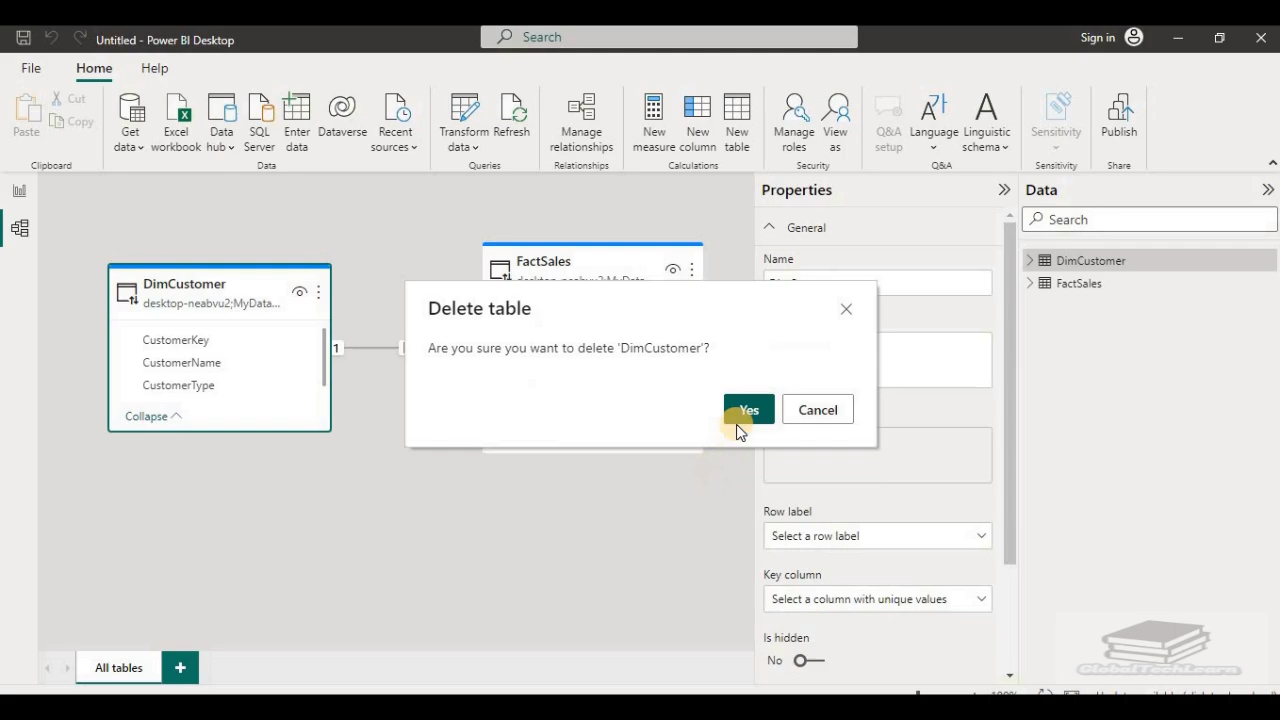 Untitled - Power BI Desktop
Search
Sign in
File
Home
Help
Paste
Cut
Copy
Clipboard
Get data
Excel workbook
Data hub
SQL Server
Enter data
Dataverse
Recent sources
Data
Transform data
Refresh
Queries
Manage relationships
Relationships
New measure
New column
New table
Calculations
Manage roles
View as
Security
Q&A setup
Language
Linguistic schema
Q&A
Sensitivity
Sensitivity
Publish
Share
DimCustomer
desktop-neabvu2;MyData...
CustomerKey
CustomerName
CustomerType
Collapse
1
FactSales
Delete table
Are you sure you want to delete 'DimCustomer'?
Yes
Cancel
Properties
General
Name
Row label
Select a row label
Key column
Select a column with unique values
Is hidden
No
Data
Search
DimCustomer
FactSales
All tables
GlobalTechLearn